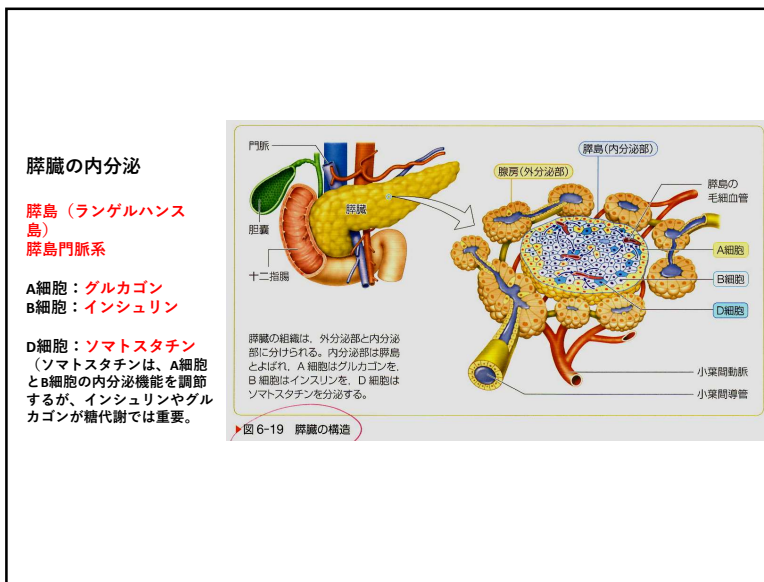 膵臓の内分泌
膵島（ランゲルハンス
島）
膵島門脈系
A細胞：グルカゴン
B細胞：インシュリン
D細胞：ソマトスタチン
（ソマトスタチンは、A細胞
とB細胞の内分泌機能を調節
するが、インシュリンやグル
カゴンが糖代謝では重要。
門脈
膵臓
胆嚢
十二指腸
膵臓の組織は，外分泌部と内分泌
部に分けられる。内分泌部は膵島
とよばれ，A細胞はグルカゴンを，
B細胞はインスリンを，D細胞は
ソマトスタチンを分泌する。
膵島(内分泌部)
腺房(外分泌部)
膵島の
毛細血管
A細胞
B細胞
D細胞
小葉間動脈
小葉間導管
▶図6-19 膵臓の構造